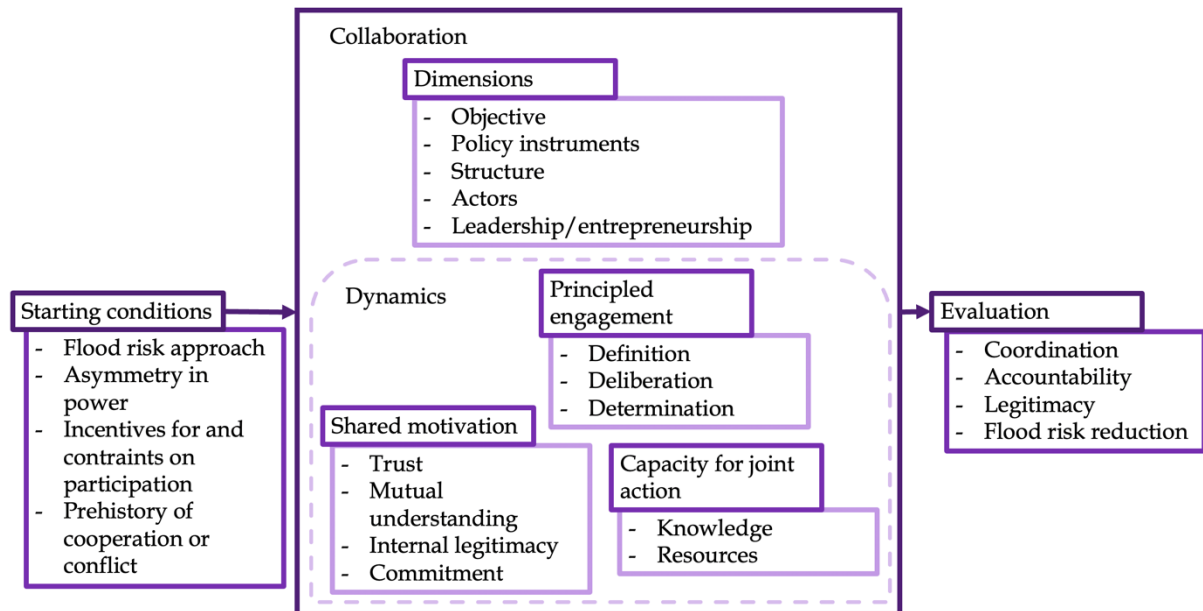 Collaboration
Dimensions
- Objective
- Policy instruments
- Structure
- Actors
- Leadership/entrepreneurship
Dynamics
Principled
engagement
- Definition
- Deliberation
- Determination
Shared motivation
- Trust
- Mutual
understanding
- Internal legitimacy
- Commitment
Capacity for joint
action
- Knowledge
- Resources
Starting conditions
- Flood risk approach
- Asymmetry in
power
- Incentives for and
contraints on
participation
- Prehistory of
cooperation or
conflict
Evaluation
- Coordination
- Accountability
- Legitimacy
- Flood risk reduction